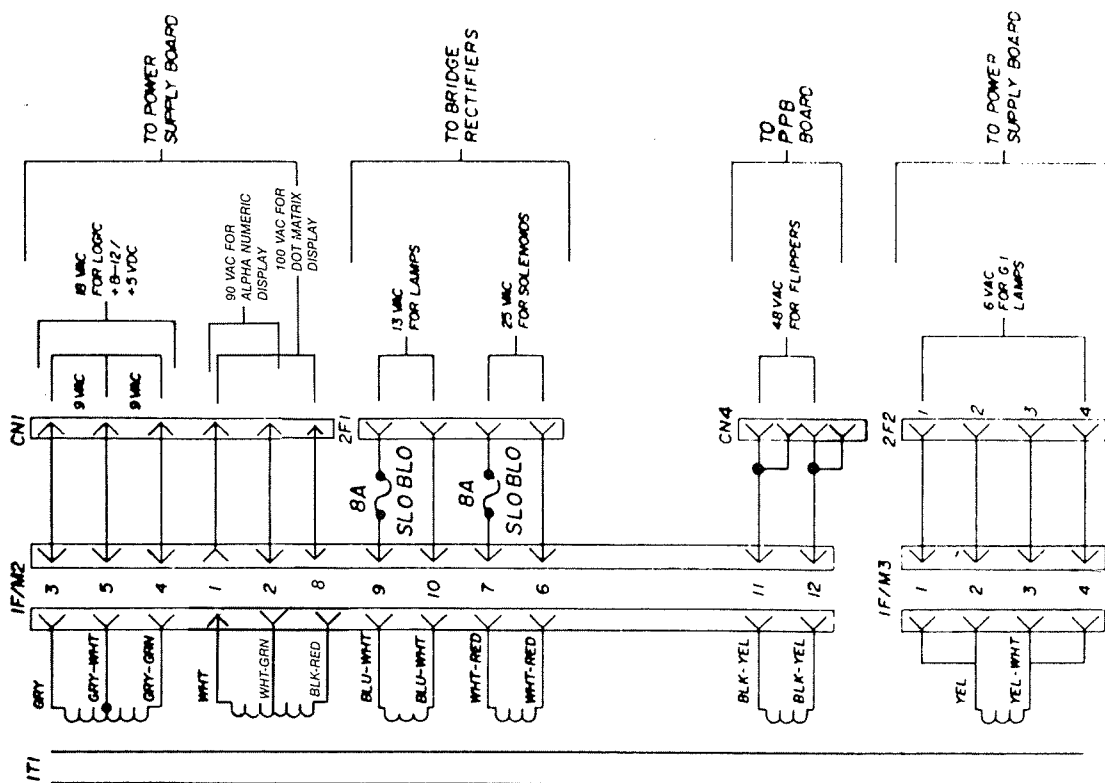 TO POWER
SUPPLY BOARD
18 VAC
FOR LOGIC
+8-12/
+5 VDC
9 VAC
9 VAC
90 VAC FOR
ALPHA NUMERIC
DISPLAY
100 VAC FOR
DOT MATRIX
DISPLAY
TO BRIDGE
RECTIFIERS
13 VAC
FOR LAMPS
25 VAC
FOR SOLENOIDS
TO
PPB
BOARD
48 VAC
FOR FLIPPERS
TO POWER
SUPPLY BOARD
6 VAC
FOR G I
LAMPS
CN1
2F1
CN4
2F2
1
2
3
4
8A
SLO BLO
8A
SLO BLO
1F/M2
3
5
4
1
2
8
9
10
7
6
11
12
1F/M3
1
2
3
4
GRY
GRY-WHT
GRY-GRN
WHT
WHT-GRN
BLK-RED
BLU-WHT
BLU-WHT
WHT-RED
WHT-RED
BLK-YEL
BLK-YEL
YEL
YEL-WHT
1T1